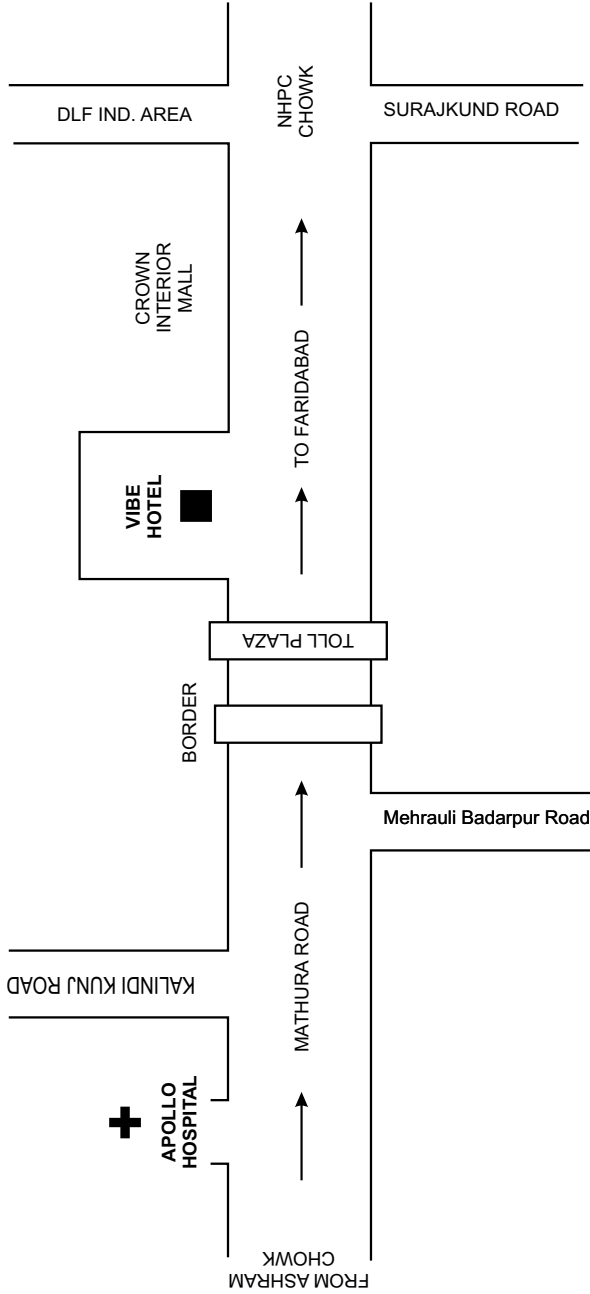 DLF IND. AREA
NHPC
CHOWK
SURAJKUND ROAD
CROWN
INTERIOR
MALL
TO FARIDABAD
VIBE
HOTEL
TOLL PLAZA
BORDER
Mehrauli Badarpur Road
MATHURA ROAD
KALINDI KUNJ ROAD
APOLLO
HOSPITAL
FROM ASHRAM
CHOWK